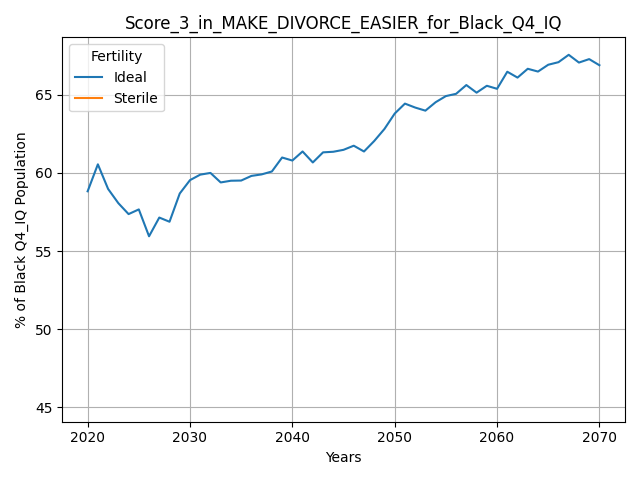 Score_3_in_MAKE_DIVORCE_EASIER_for_Black_Q4_IQ
Fertility
Ideal
Sterile
% of Black Q4_IQ Population
65
60
55
50
45
2020 2030 2040 2050 2060 2070
Years